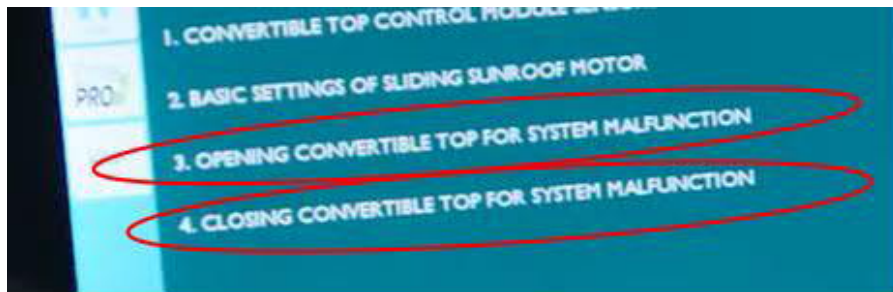 1. CONVERTIBLE TOP CONTROL MODULE
PRO
2. BASIC SETTINGS OF SLIDING SUNROOF MOTOR
3. OPENING CONVERTIBLE TOP FOR SYSTEM MALFUNCTION
4. CLOSING CONVERTIBLE TOP FOR SYSTEM MALFUNCTION